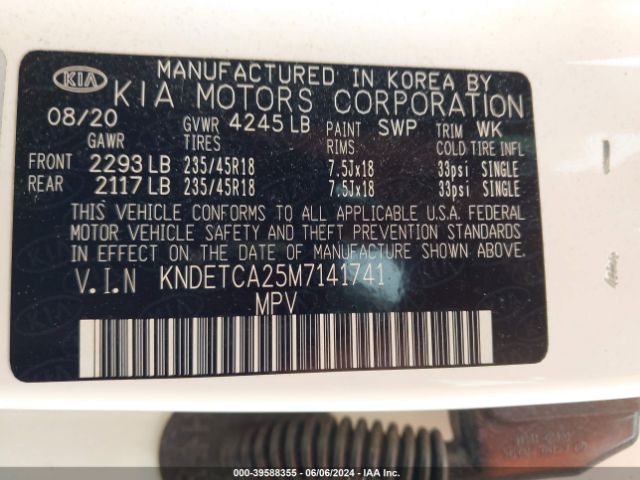 KIA
MANUFACTURED IN KOREA BY
KIA MOTORS CORPORATION
08/20 GVWR 4245 LB PAINT SWP TRIM WK
GAWR TIRES RIMS COLD TIRE INFL
FRONT 2293 LB 235/45R18 7.5Jx18 33psi SINGLE
REAR 2117 LB 235/45R18 7.5Jx18 33psi SINGLE
THIS VEHICLE CONFORMS TO ALL APPLICABLE U.S.A. FEDERAL
MOTOR VEHICLE SAFETY AND THEFT PREVENTION STANDARDS
IN EFFECT ON THE DATE OF MANUFACTURE SHOWN ABOVE.
V.I.N KNDETCA25M7141741
MPV
000-39588355 - 06/06/2024 - IAA Inc.